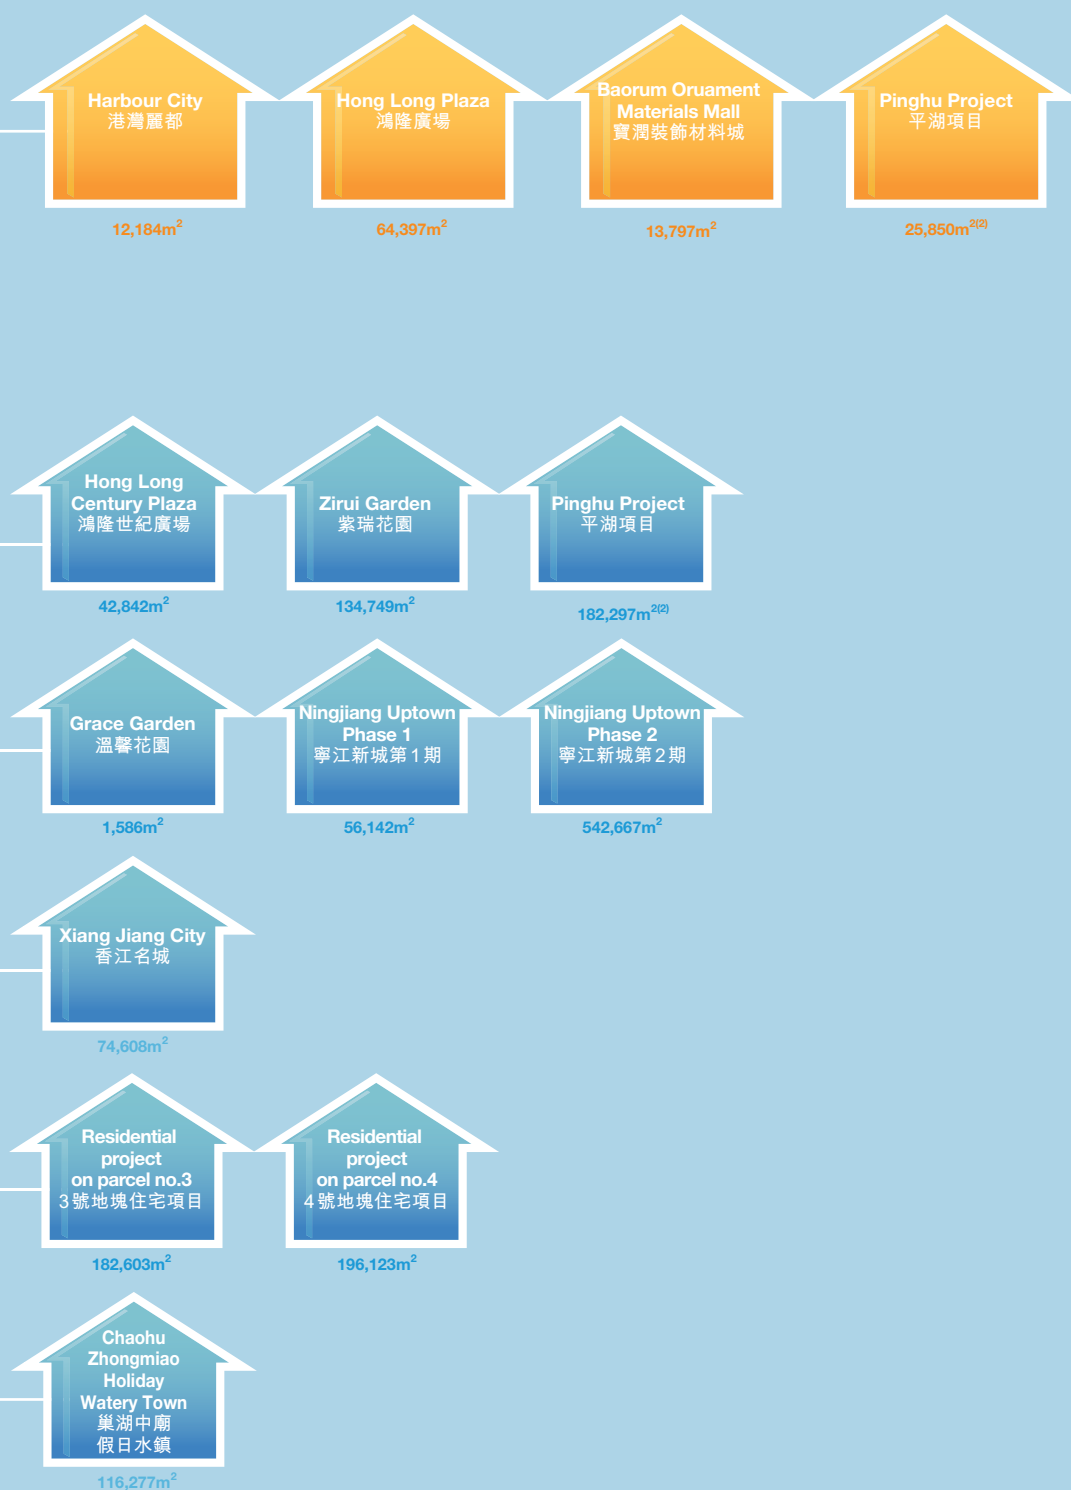 Harbour City
港灣麗都
12,184m²
Hong Long Plaza
鴻隆廣場
64,397m²
Baorum Oruament
Materials Mall
寶潤裝飾材料城
13,797m²
Pinghu Project
平湖項目
25,850m²⁽²⁾
Hong Long
Century Plaza
鴻隆世紀廣場
42,842m²
Zirui Garden
紫瑞花園
134,749m²
Pinghu Project
平湖項目
182,297m²⁽²⁾
Grace Garden
溫馨花園
1,586m²
Ningjiang Uptown
Phase 1
寧江新城第1期
56,142m²
Ningjiang Uptown
Phase 2
寧江新城第2期
542,667m²
Xiang Jiang City
香江名城
74,608m²
Residential
project
on parcel no.3
3號地塊住宅項目
182,603m²
Residential
project
on parcel no.4
4號地塊住宅項目
196,123m²
Chaohu
Zhongmiao
Holiday
Watery Town
巢湖中廟
假日水鎮
116,277m²